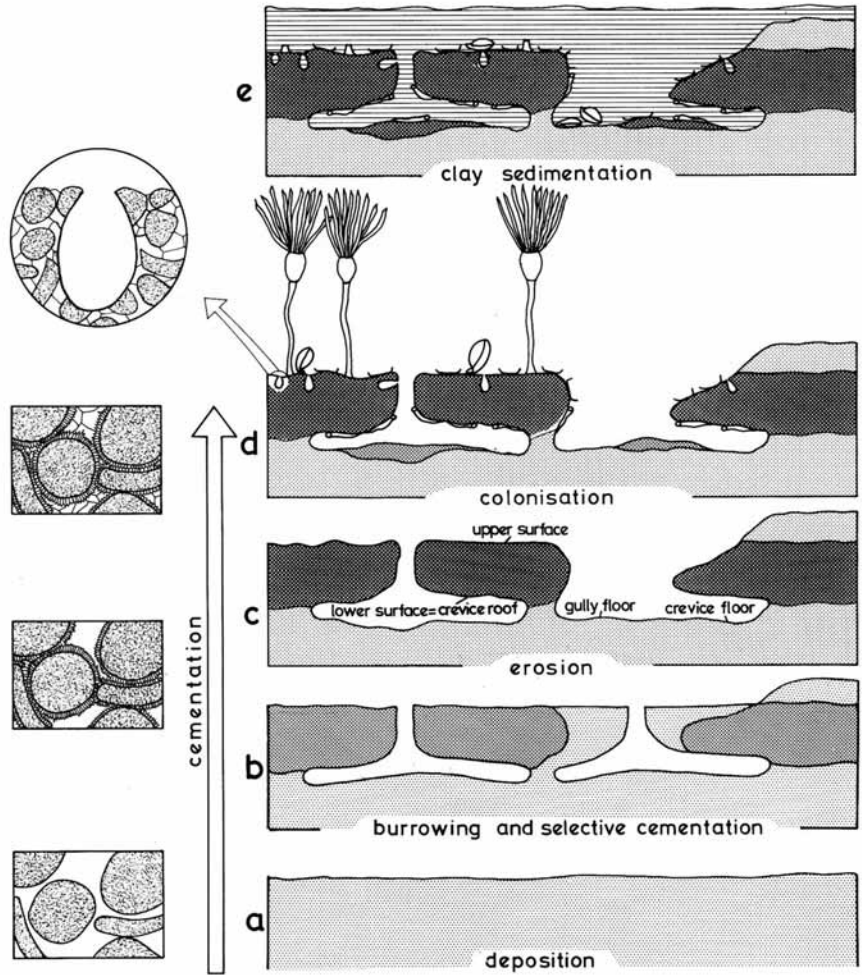 e
clay sedimentation
d
colonisation
upper surface
lower surface=crevice roof
gully floor
crevice floor
c
erosion
cementation
b
burrowing and selective cementation
a
deposition